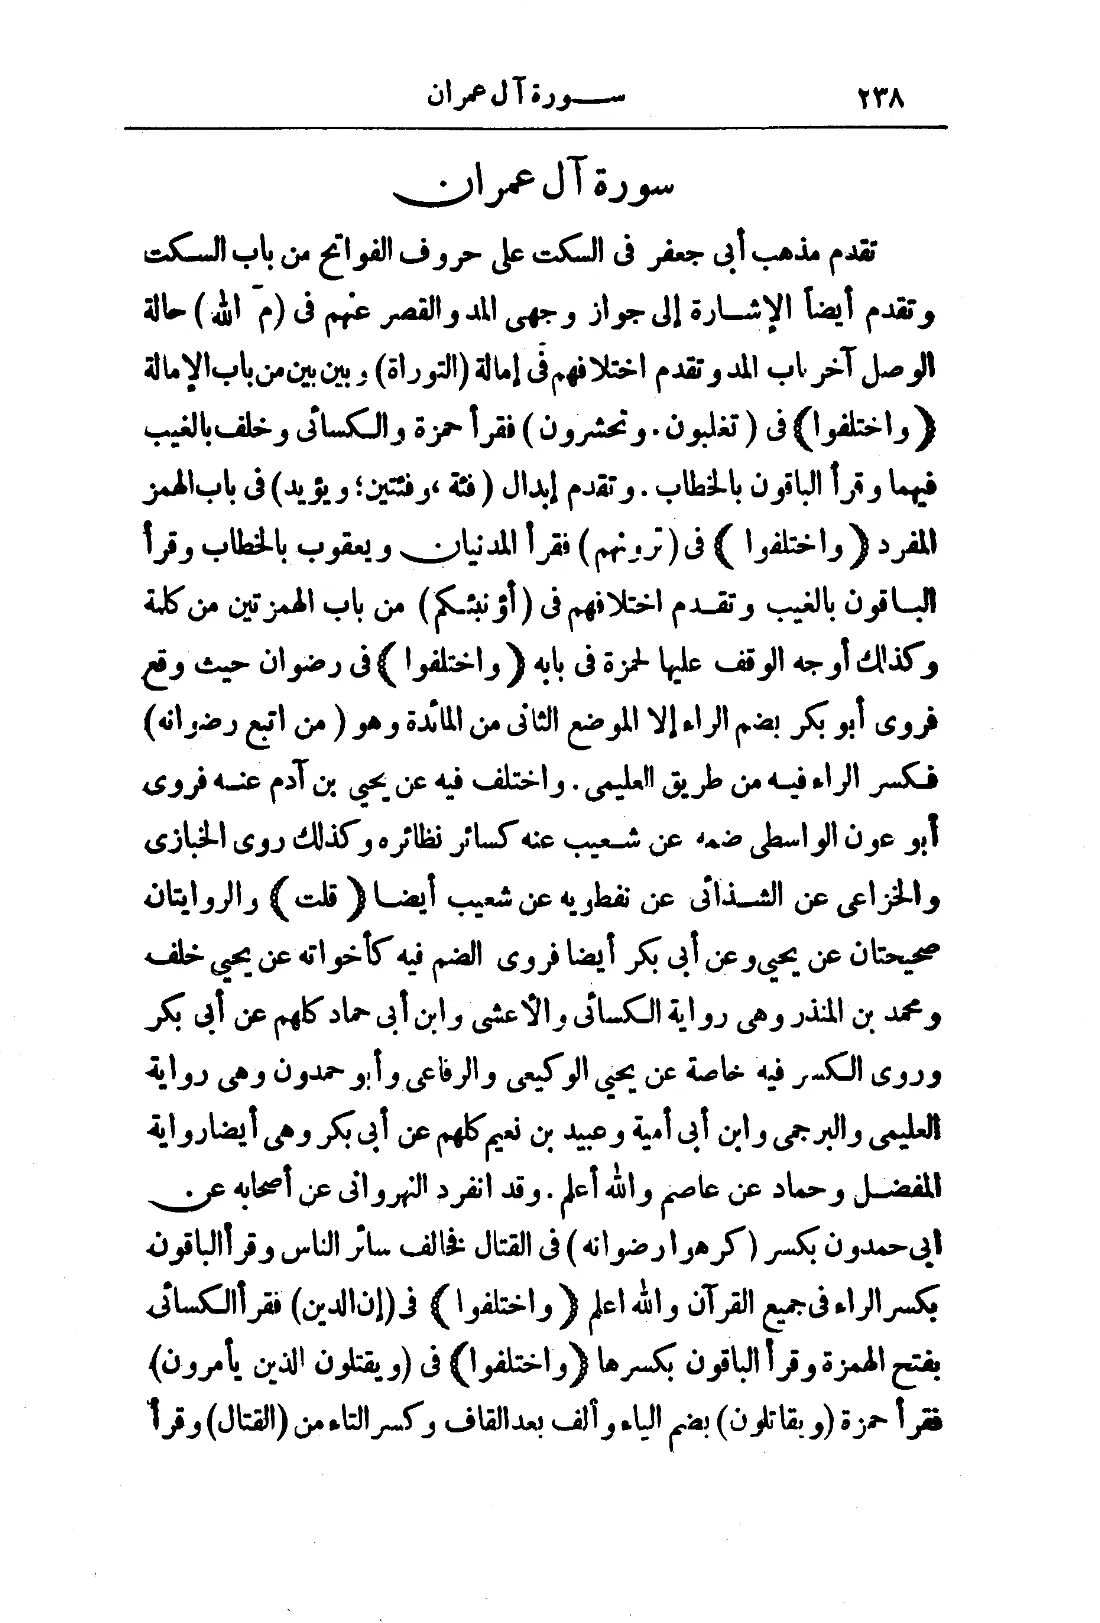 ٢٣٨ ســـورة آل عمران
سورة آل عمران
تقدم مذهب أبى جعفر فى السكت على حروف الفواتح من باب السكت
وتقدم أيضاً الإشارة إلى جواز وجهى المد والقصر عنهم فى (مَ الله) حالة
الوصل آخر باب المد وتقدم اختلافهم فى إمالة (التوراة) وبين بين من باب الإمالة
﴿واختلفوا﴾ فى (تغلبون. وتحشرون) فقرأ حمزة والكسائى وخلف بالغيب
فيهما وقرأ الباقون بالخطاب. وتقدم إبدال (فئة، وفئتين؛ ويؤيد) فى باب الهمز
المفرد ﴿واختلفوا﴾ فى (ترونهم) فقرأ المدنيان ويعقوب بالخطاب وقرأ
الباقون بالغيب وتقدم اختلافهم فى (أؤنبئكم) من باب الهمزتين من كلمة
وكذلك أوجه الوقف عليها لحمزة فى بابه ﴿واختلفوا﴾ فى رضوان حيث وقع
فروى أبو بكر بضم الراء إلا الموضع الثانى من المائدة وهو (من اتبع رضوانه)
فكسر الراء فيه من طريق العليمى. واختلف فيه عن يحيى بن آدم عنه فروى
أبو عون الواسطى ضمه عن شعيب عنه كسائر نظائره وكذلك روى الخبازى
والخزاعى عن الشذائى عن نفطويه عن شعيب أيضا ﴿قلت﴾ والروايتان
صحيحتان عن يحيى وعن أبى بكر أيضا فروى الضم فيه كأخواته عن يحيى خلف
ومحمد بن المنذر وهى رواية الكسائى والأعشى وابن أبى حماد كلهم عن أبى بكر
وروى الكسر فيه خاصة عن يحيى الوكيعى والرفاعى وأبو حمدون وهى رواية
العليمى والبرجمى وابن أبى أمية وعبيد بن نعيم كلهم عن أبى بكر وهى أيضا رواية
المفضل وحماد عن عاصم والله أعلم. وقد انفرد النهروانى عن أصحابه عن
ابى حمدون بكسر (كرهوا رضوانه) فى القتال فخالف سائر الناس وقرأ الباقون
بكسر الراء فى جميع القرآن والله اعلم ﴿واختلفوا﴾ فى (إن الدين) فقرأ الكسائى
بفتح الهمزة وقرأ الباقون بكسرها ﴿واختلفوا﴾ فى (ويقتلون الذين يأمرون)
فقرأ حمزة (ويقاتلون) بضم الياء وألف بعد القاف وكسر التاء من (القتال) وقرأ